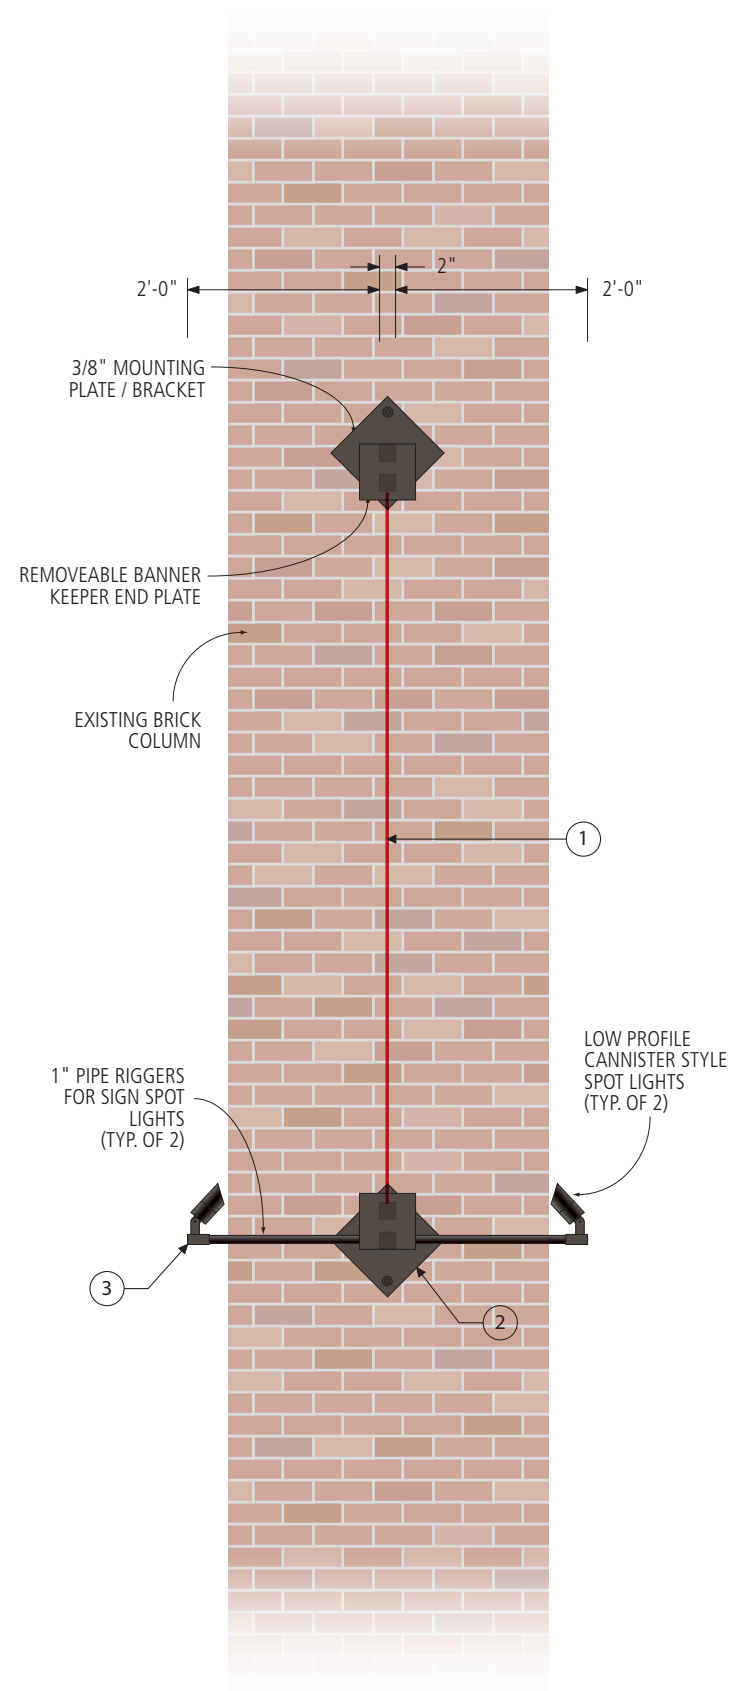 2"
2'-0"
2'-0"
3/8" MOUNTING
PLATE / BRACKET
REMOVEABLE BANNER
KEEPER END PLATE
EXISTING BRICK
COLUMN
1
LOW PROFILE
CANNISTER STYLE
SPOT LIGHTS
(TYP. OF 2)
1" PIPE RIGGERS
FOR SIGN SPOT
LIGHTS
(TYP. OF 2)
3
2